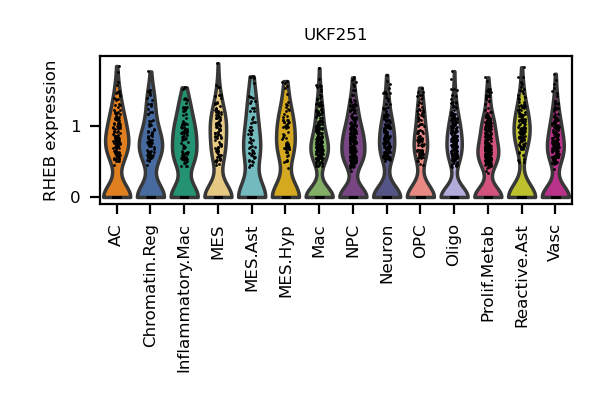 UKF251
RHEB expression
1
0
AC
Chromatin.Reg
Inflammatory.Mac
MES
MES.Ast
MES.Hyp
Mac
NPC
Neuron
OPC
Oligo
Prolif.Metab
Reactive.Ast
Vasc